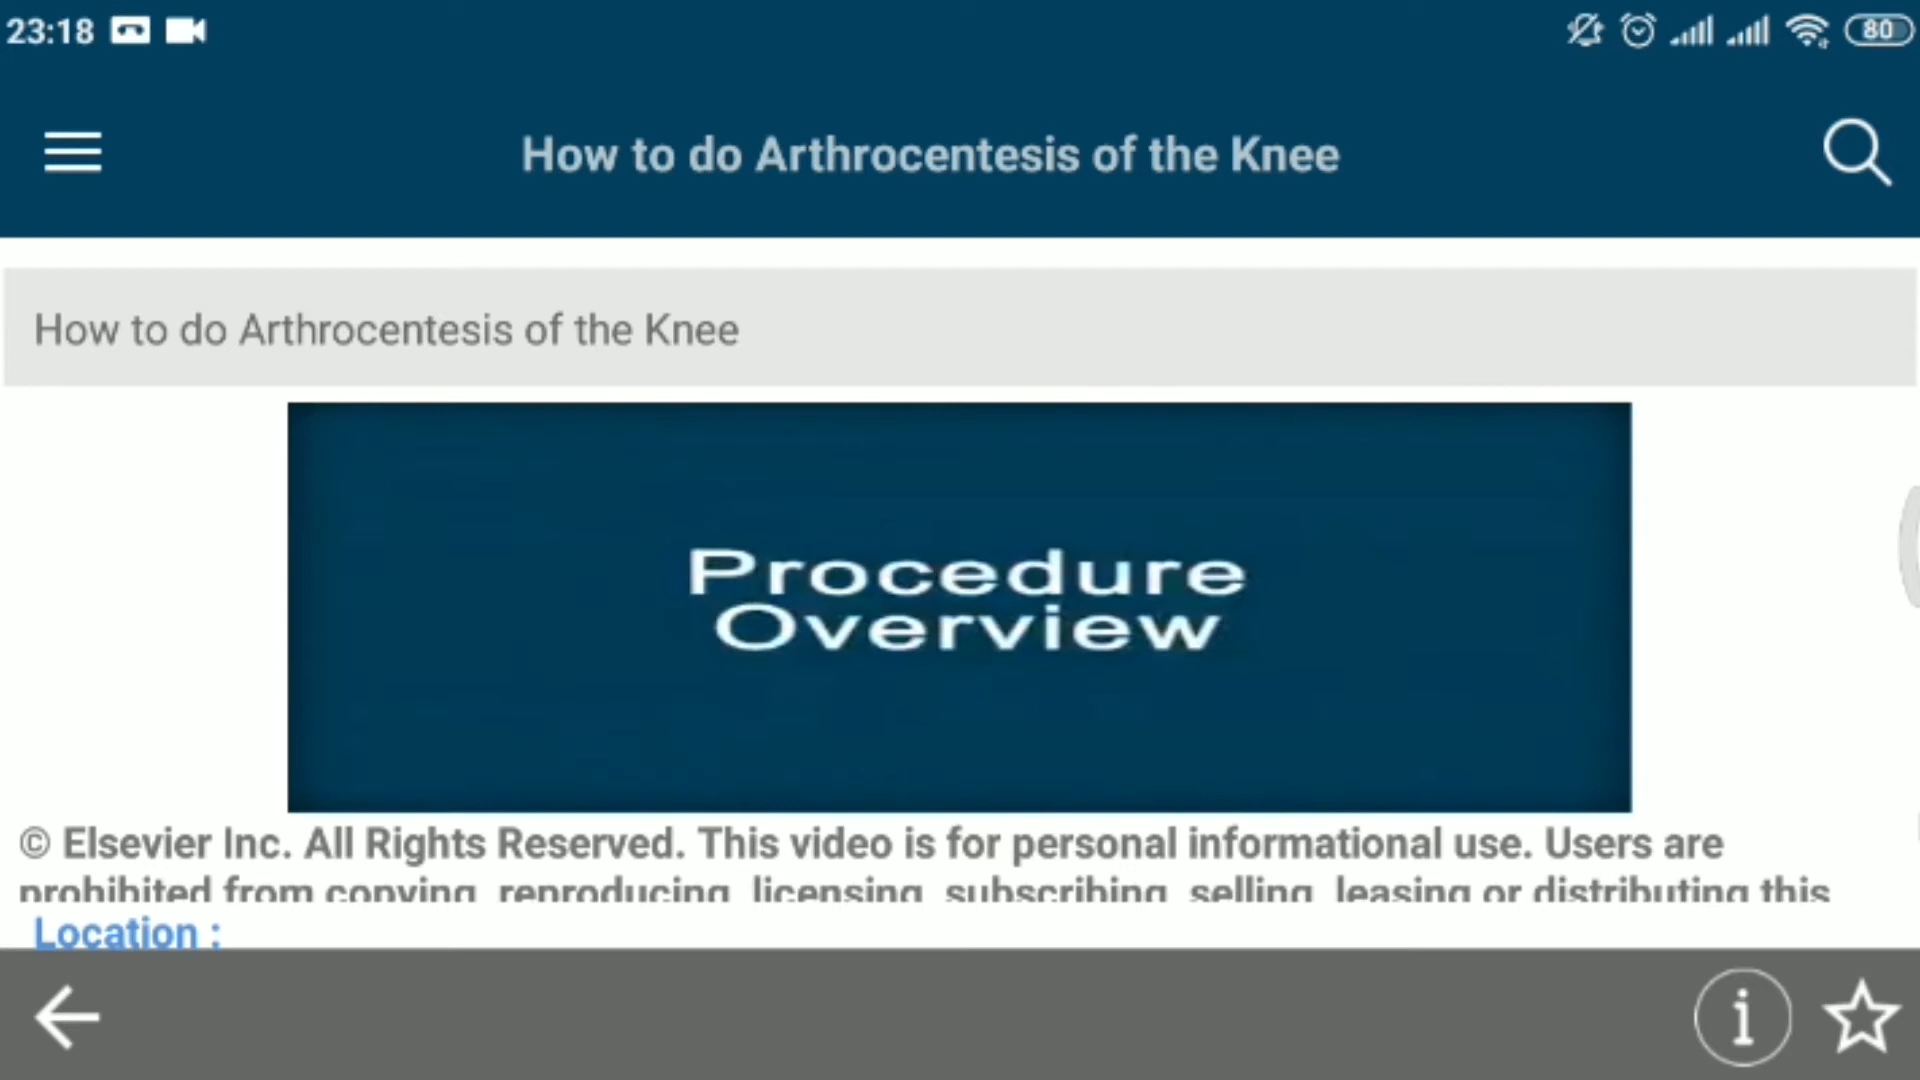 23:18
80
How to do Arthrocentesis of the Knee
How to do Arthrocentesis of the Knee
Procedure
Overview
© Elsevier Inc. All Rights Reserved. This video is for personal informational use. Users are
prohibited from copying, reproducing, licensing, subscribing, selling, leasing or distributing this
Location :